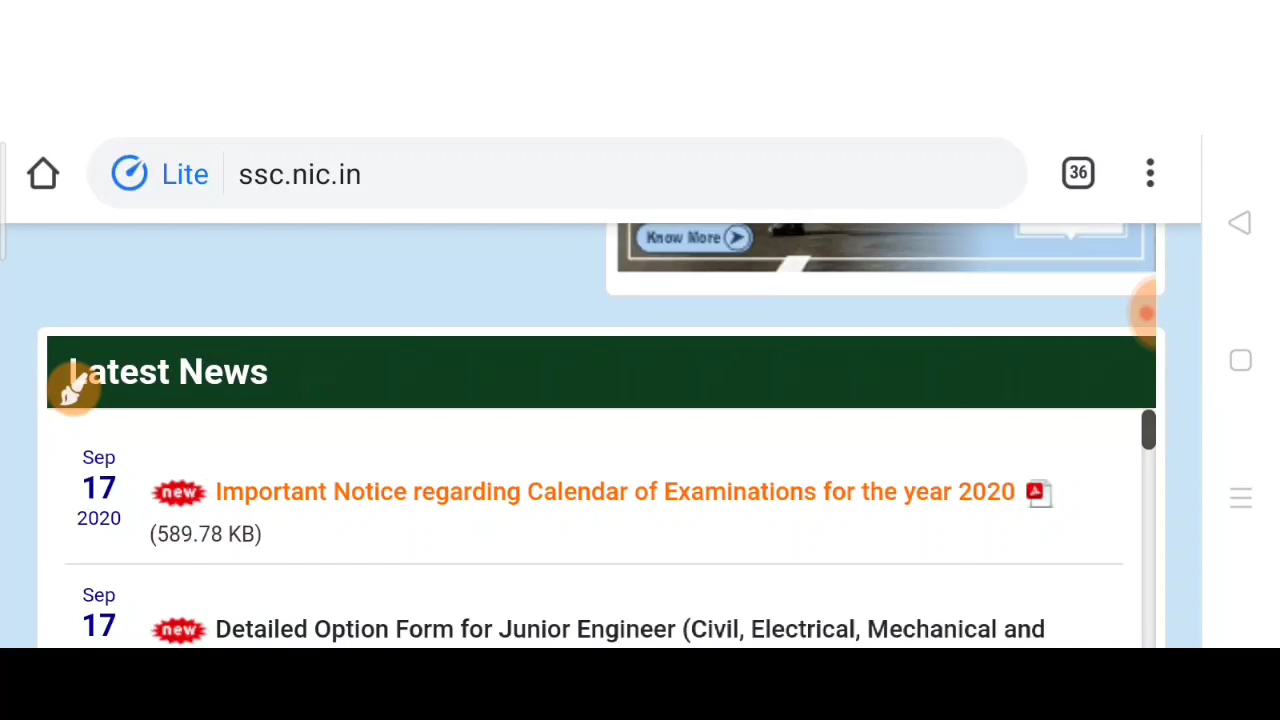 Lite ssc.nic.in 36
Know More
Latest News
Sep
17
2020
new Important Notice regarding Calendar of Examinations for the year 2020
(589.78 KB)
Sep
17
new Detailed Option Form for Junior Engineer (Civil, Electrical, Mechanical and